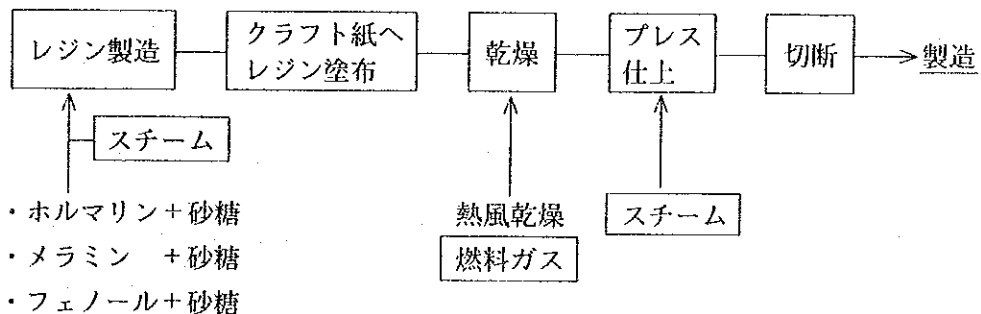 レジン製造
クラフト紙へ
レジン塗布
乾燥
プレス
仕上
切断
製造
スチーム
・ホルマリン+砂糖
・メラミン +砂糖
・フェノール+砂糖
熱風乾燥
燃料ガス
スチーム